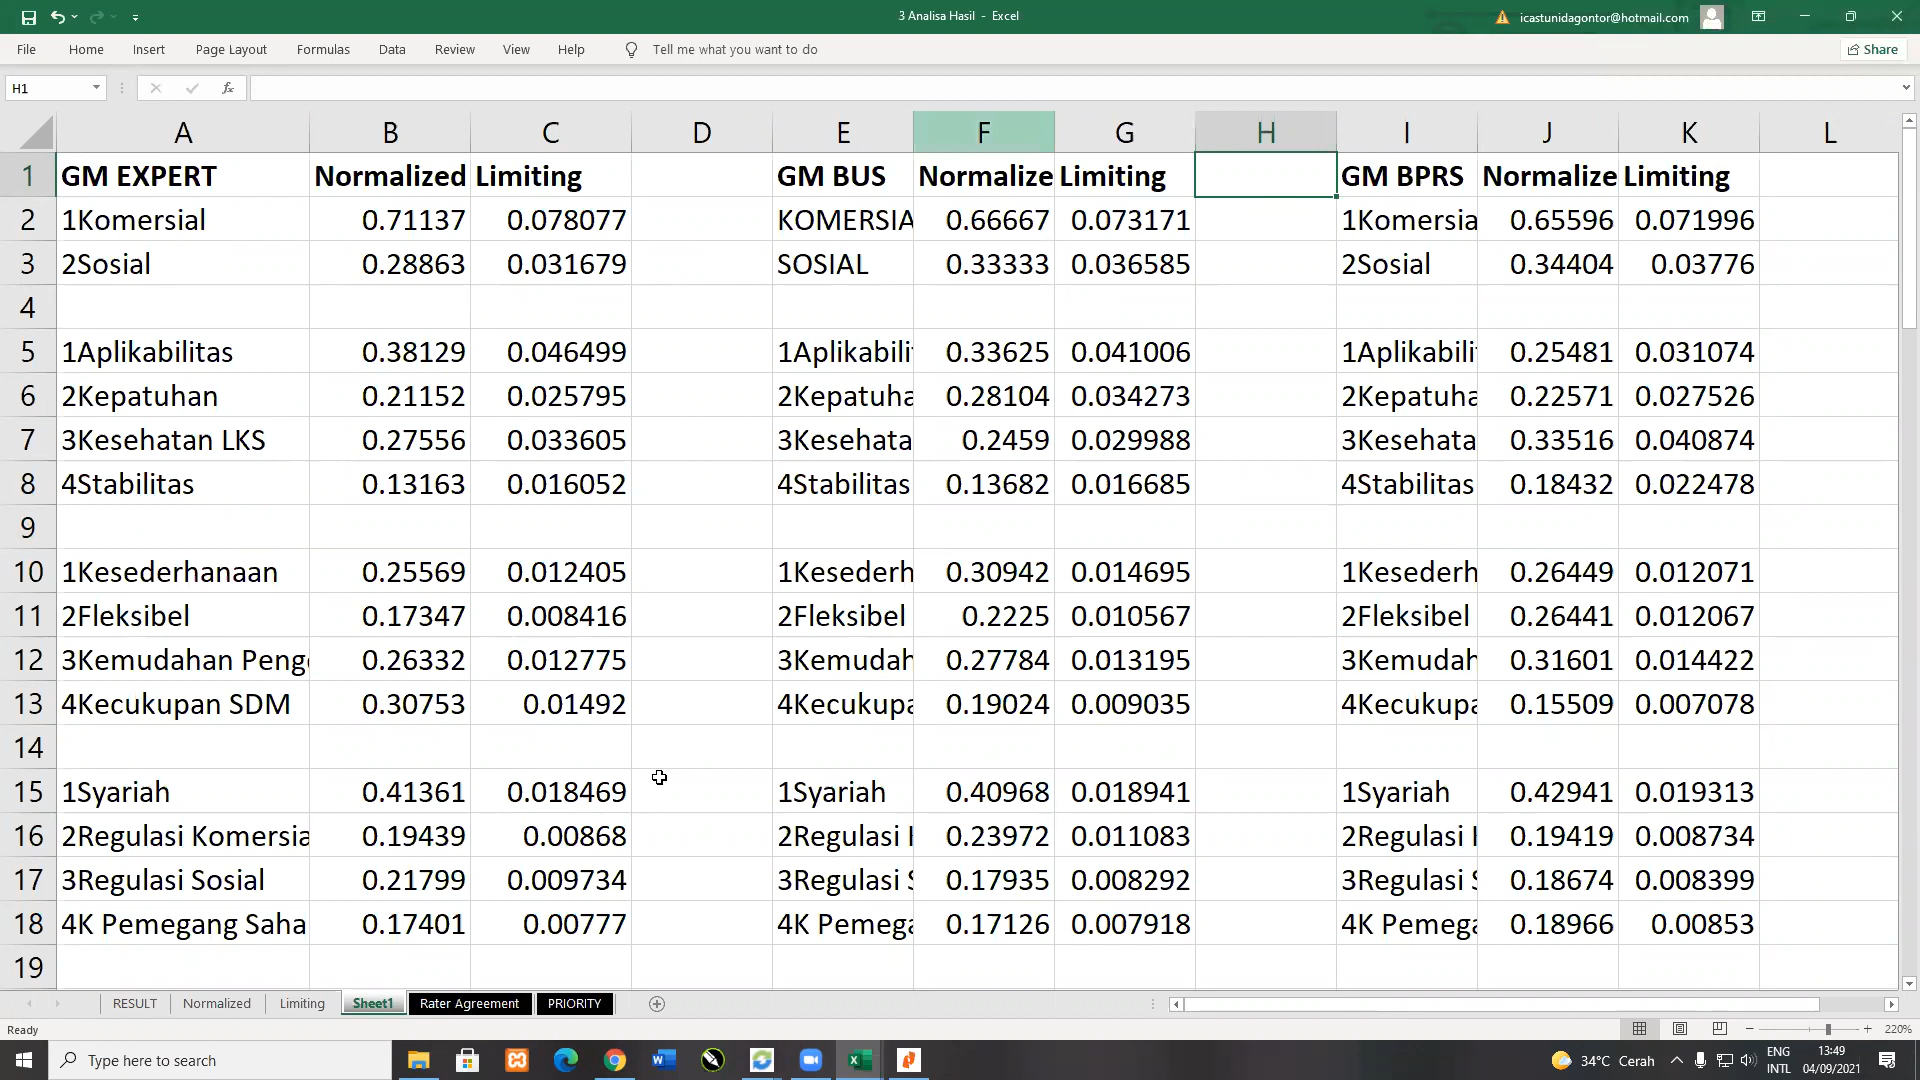 3 Analisa Hasil - Excel
icastunidagontor@hotmail.com
File Home Insert Page Layout Formulas Data Review View Help Tell me what you want to do Share
H1
A B C D E F G H I J K L
1 GM EXPERT Normalized Limiting GM BUS Normalize Limiting GM BPRS Normalize Limiting
2 1Komersial 0.71137 0.078077 KOMERSIA 0.66667 0.073171 1Komersia 0.65596 0.071996
3 2Sosial 0.28863 0.031679 SOSIAL 0.33333 0.036585 2Sosial 0.34404 0.03776
4
5 1Aplikabilitas 0.38129 0.046499 1Aplikabili 0.33625 0.041006 1Aplikabili 0.25481 0.031074
6 2Kepatuhan 0.21152 0.025795 2Kepatuha 0.28104 0.034273 2Kepatuha 0.22571 0.027526
7 3Kesehatan LKS 0.27556 0.033605 3Kesehata 0.2459 0.029988 3Kesehata 0.33516 0.040874
8 4Stabilitas 0.13163 0.016052 4Stabilitas 0.13682 0.016685 4Stabilitas 0.18432 0.022478
9
10 1Kesederhanaan 0.25569 0.012405 1Kesederh 0.30942 0.014695 1Kesederh 0.26449 0.012071
11 2Fleksibel 0.17347 0.008416 2Fleksibel 0.2225 0.010567 2Fleksibel 0.26441 0.012067
12 3Kemudahan Peng 0.26332 0.012775 3Kemudah 0.27784 0.013195 3Kemudah 0.31601 0.014422
13 4Kecukupan SDM 0.30753 0.01492 4Kecukupa 0.19024 0.009035 4Kecukupa 0.15509 0.007078
14
15 1Syariah 0.41361 0.018469 1Syariah 0.40968 0.018941 1Syariah 0.42941 0.019313
16 2Regulasi Komersia 0.19439 0.00868 2Regulasi 0.23972 0.011083 2Regulasi 0.19419 0.008734
17 3Regulasi Sosial 0.21799 0.009734 3Regulasi 0.17935 0.008292 3Regulasi 0.18674 0.008399
18 4K Pemegang Saha 0.17401 0.00777 4K Pemega 0.17126 0.007918 4K Pemega 0.18966 0.00853
19
RESULT Normalized Limiting Sheet1 Rater Agreement PRIORITY
Ready 220%
Type here to search 34°C Cerah ENG 13:49
INTL 04/09/2021